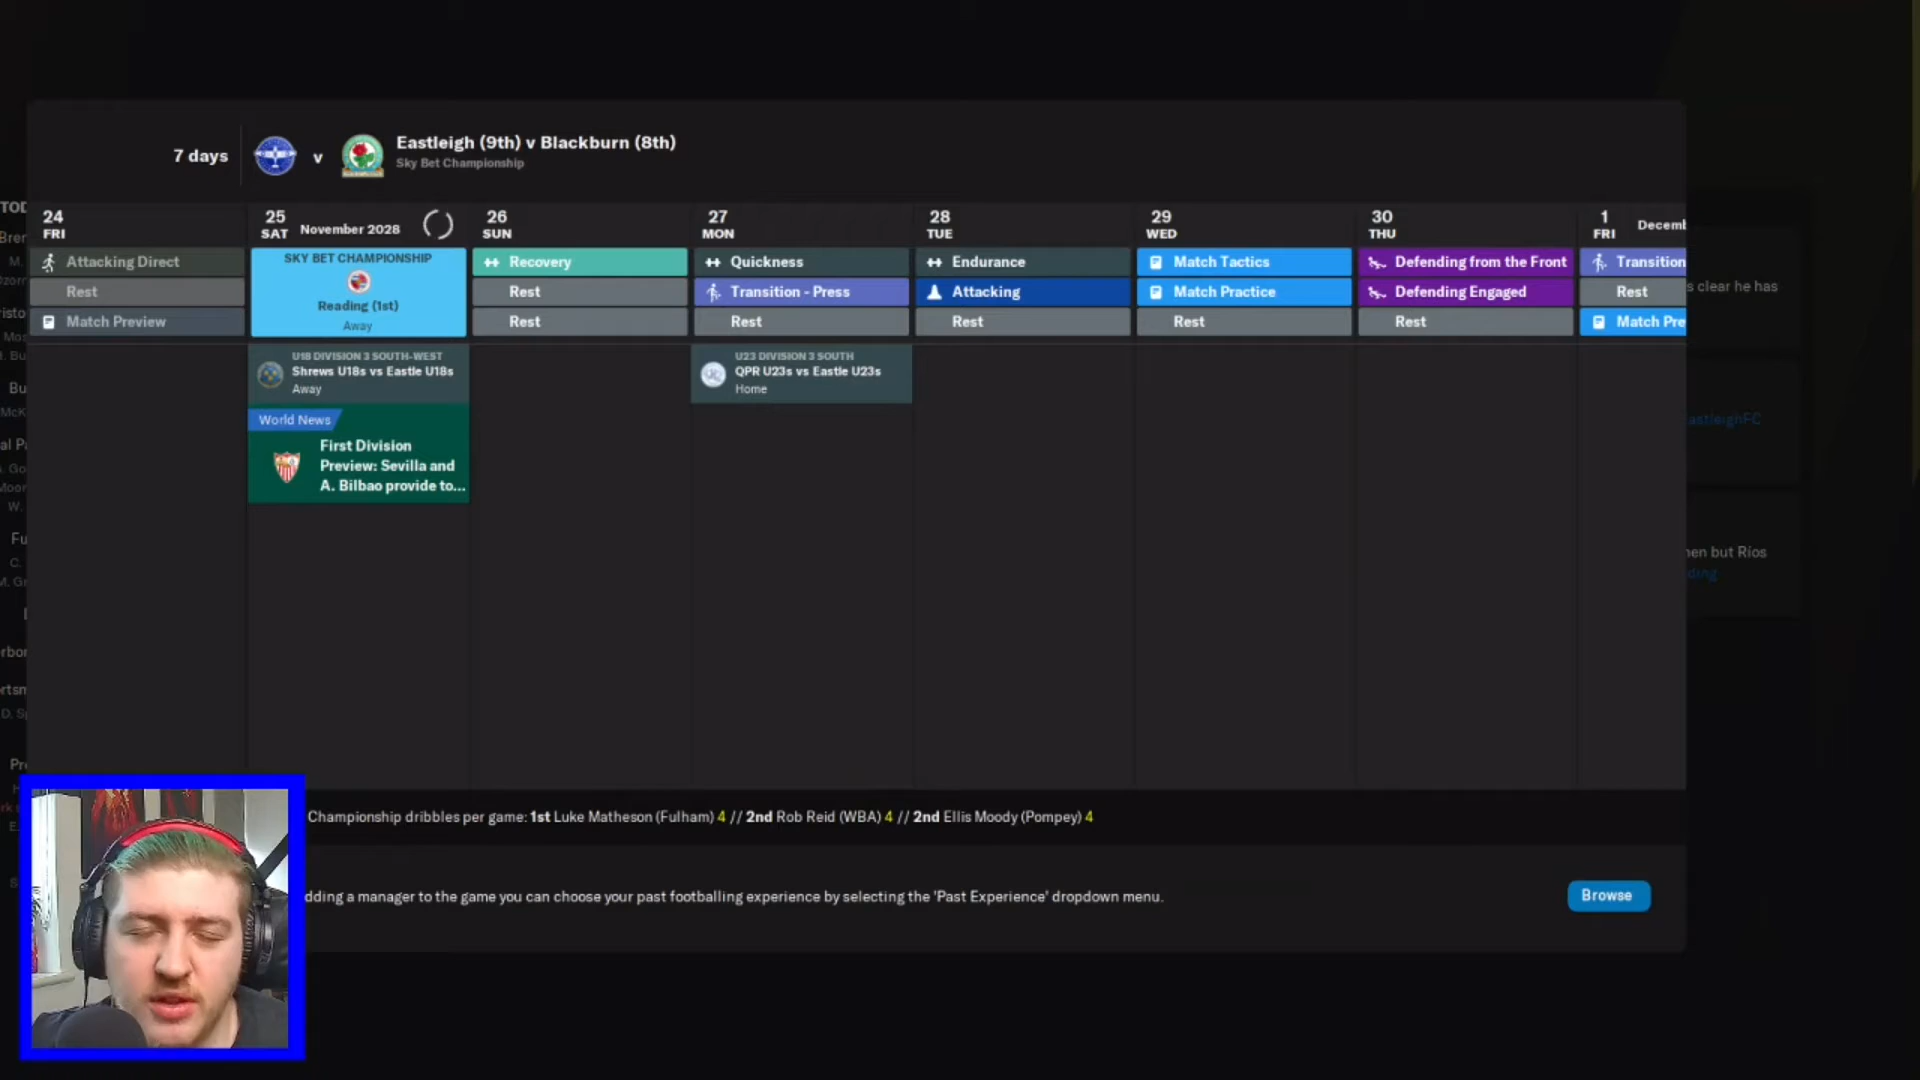 7 days
v
Eastleigh (9th) v Blackburn (8th)
Sky Bet Championship
24
FRI
25
SAT
November 2028
26
SUN
27
MON
28
TUE
29
WED
30
THU
1
FRI
Attacking Direct
Rest
Match Preview
SKY BET CHAMPIONSHIP
Reading (1st)
Away
Recovery
Rest
Rest
Quickness
Transition - Press
Rest
Endurance
Attacking
Rest
Match Tactics
Match Practice
Rest
Defending from the Front
Defending Engaged
Rest
Transition
Rest
U18 DIVISION 3 SOUTH-WEST
Shrews U18s vs Eastle U18s
Away
U23 DIVISION 3 SOUTH
QPR U23s vs Eastle U23s
Home
World News
First Division
Preview: Sevilla and
A. Bilbao provide to...
s clear he has
astleighFC
but Ríos
Championship dribbles per game: 1st Luke Matheson (Fulham) 4 // 2nd Rob Reid (WBA) 4 // 2nd Ellis Moody (Pompey) 4
a manager to the game you can choose your past footballing experience by selecting the 'Past Experience' dropdown menu.
Browse